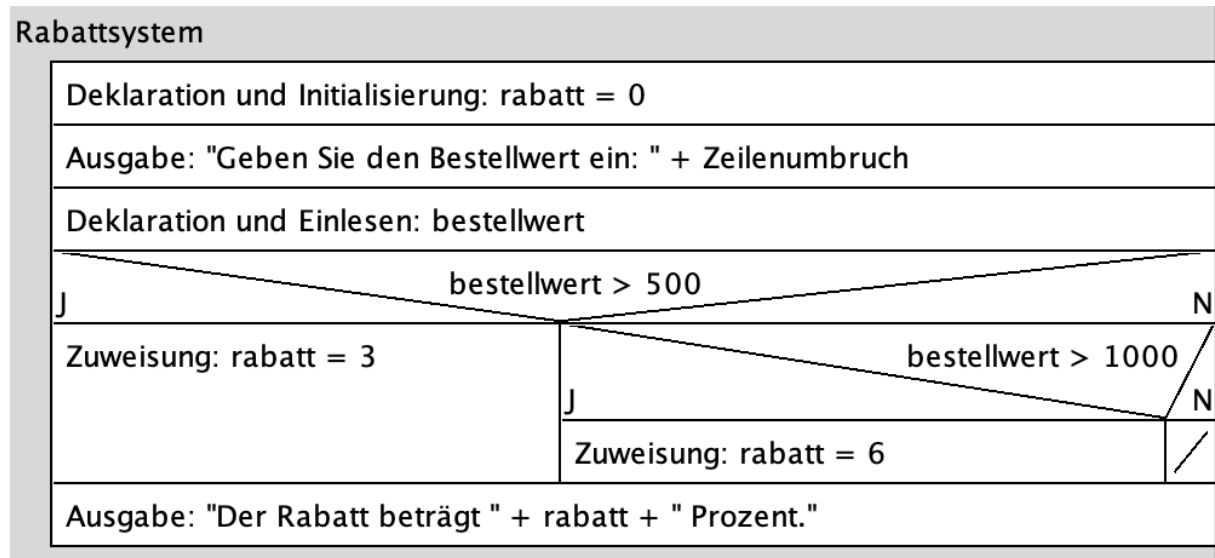 Rabattsystem
Deklaration und Initialisierung: rabatt = 0
Ausgabe: "Geben Sie den Bestellwert ein: " + Zeilenumbruch
Deklaration und Einlesen: bestellwert
bestellwert > 500
J
N
Zuweisung: rabatt = 3
bestellwert > 1000
J
N
Zuweisung: rabatt = 6
Ausgabe: "Der Rabatt beträgt " + rabatt + " Prozent."